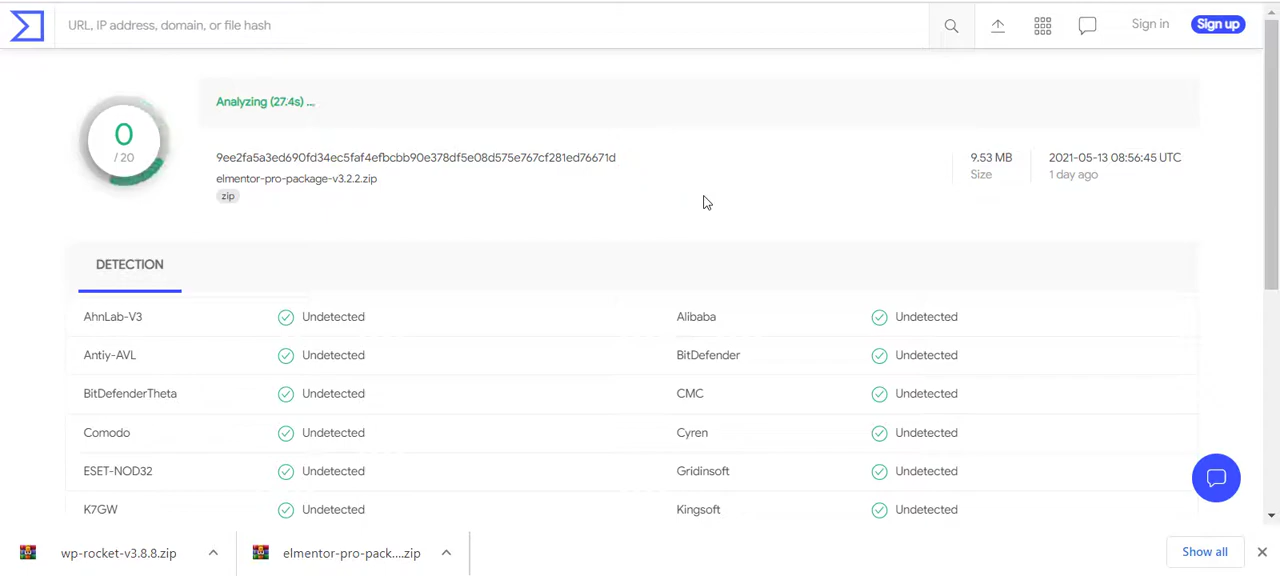 URL, IP address, domain, or file hash
Sign in
Sign up
Analyzing (27.4s) ...
0
/ 20
9ee2fa5a3ed690fd34ec5faf4efbcbb90e378df5e08d575e767cf281ed76671d
9.53 MB
2021-05-13 08:56:45 UTC
elmentor-pro-package-v3.2.2.zip
Size
1 day ago
zip
DETECTION
AhnLab-V3 Undetected Alibaba Undetected
Antiy-AVL Undetected BitDefender Undetected
BitDefenderTheta Undetected CMC Undetected
Comodo Undetected Cyren Undetected
ESET-NOD32 Undetected Gridinsoft Undetected
K7GW Undetected Kingsoft Undetected
wp-rocket-v3.8.8.zip
elmentor-pro-pack....zip
Show all